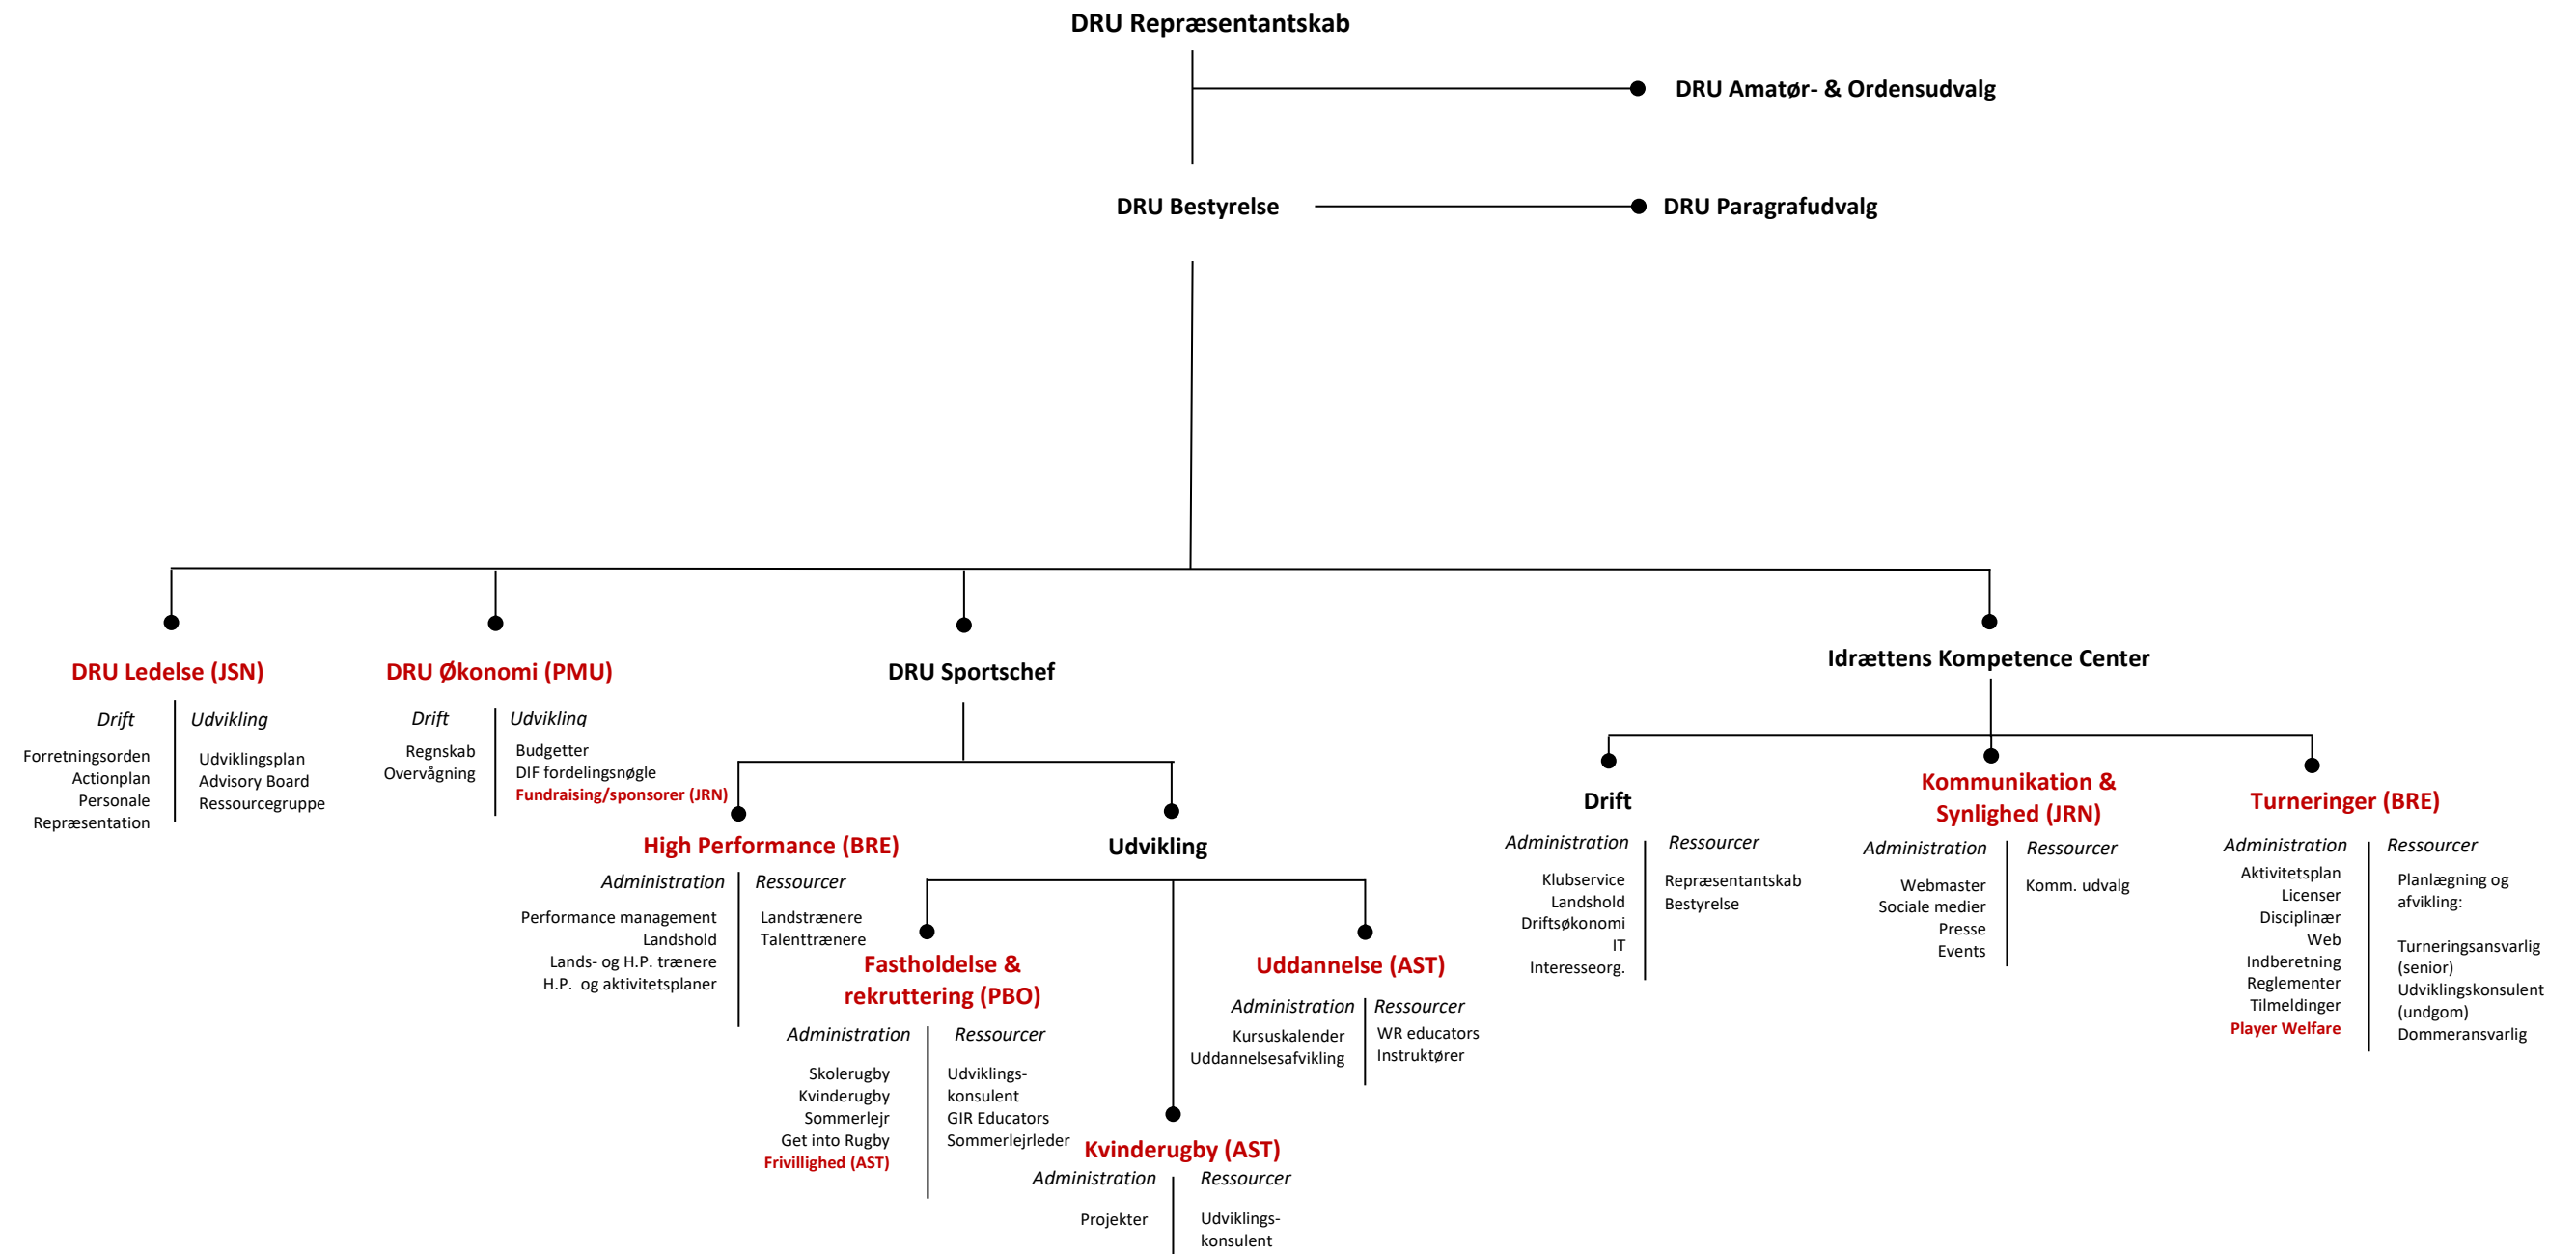 DRU Repræsentantskab
DRU Amatør- & Ordensudvalg
DRU Bestyrelse
DRU Paragrafudvalg
DRU Ledelse (JSN)
Drift
Udvikling
Forretningsorden
Actionplan
Personale
Repræsentation
Udviklingsplan
Advisory Board
Ressourcegruppe
DRU Økonomi (PMU)
Drift
Udvikling
Regnskab
Overvågning
Budgetter
DIF fordelingsnøgle
Fundraising/sponsorer (JRN)
DRU Sportschef
High Performance (BRE)
Administration
Ressourcer
Performance management
Landshold
Lands- og H.P. trænere
H.P. og aktivitetsplaner
Landstrænere
Talenttrænere
Udvikling
Fastholdelse &
rekruttering (PBO)
Administration
Ressourcer
Skolerugby
Kvinderugby
Sommerlejr
Get into Rugby
Frivillighed (AST)
Udviklings-
konsulent
GIR Educators
Sommerlejrleder
Kvinderugby (AST)
Administration
Ressourcer
Projekter
Udviklings-
konsulent
Uddannelse (AST)
Administration
Ressourcer
Kursuskalender
Uddannelsesafvikling
WR educators
Instruktører
Idrættens Kompetence Center
Drift
Administration
Ressourcer
Klubservice
Landshold
Driftsøkonomi
IT
Interesseorg.
Repræsentantskab
Bestyrelse
Kommunikation &
Synlighed (JRN)
Administration
Ressourcer
Webmaster
Sociale medier
Presse
Events
Komm. udvalg
Turneringer (BRE)
Administration
Ressourcer
Aktivitetsplan
Licenser
Disciplinær
Web
Indberetning
Reglementer
Tilmeldinger
Player Welfare
Planlægning og
afvikling:
Turneringsansvarlig
(senior)
Udviklingskonsulent
(undgom)
Dommeransvarlig